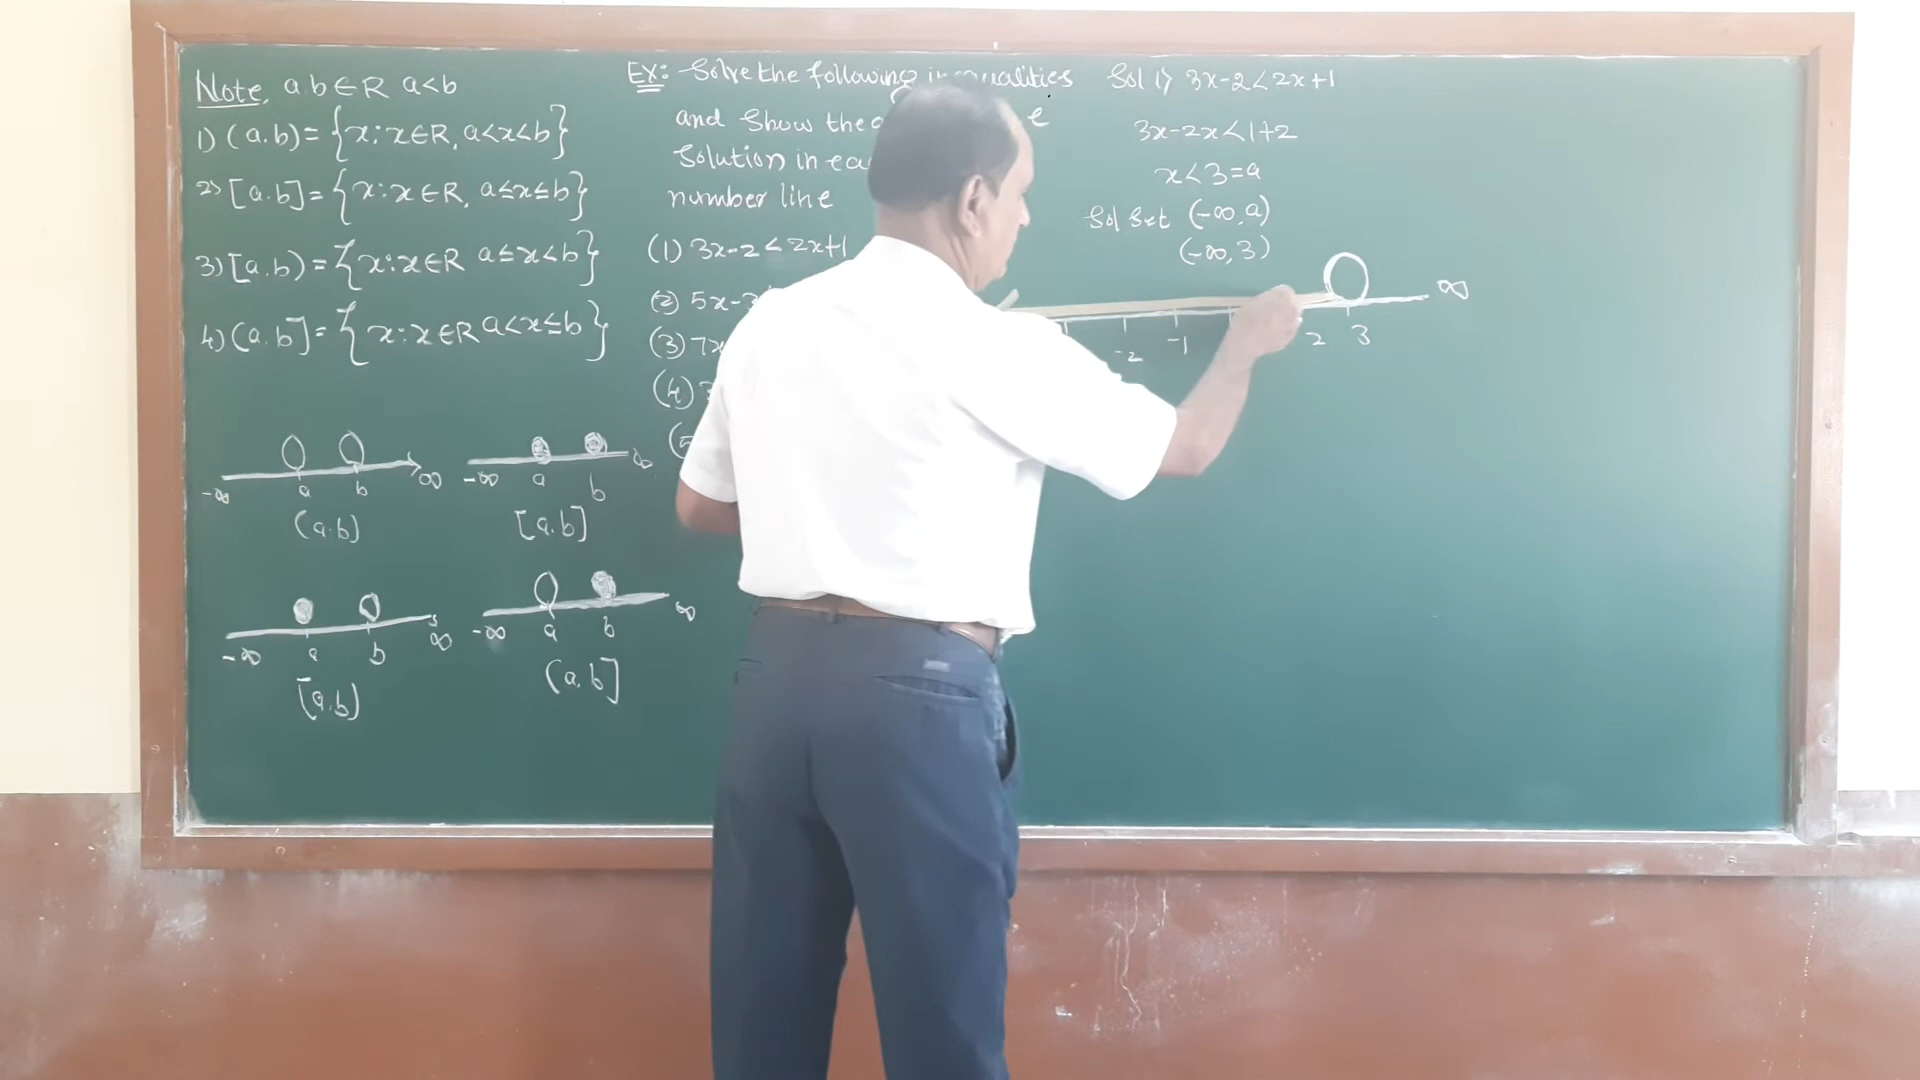 Note, a b ∈ R a<b
1) (a.b) = {x : x∈R, a<x<b}
2) [a.b] = {x : x∈R, a≤x≤b}
3) [a.b) = {x : x∈R a≤x<b}
4) (a.b] = {x : x∈R a<x≤b}
-∞ a b ∞
(a.b)
-∞ a b ∞
[a.b]
-∞ a b ∞
[a,b)
-∞ a b ∞
(a,b]
EX: Solve the following inequalities
and show the
Solution in
number line
(1) 3x-2<2x+1
(2) 5x-3
(3) 7x
(4)
Sol 1) 3x-2<2x+1
3x-2x<1+2
x<3=a
Sol Set (-∞,a)
(-∞,3)
-2 -1 2 3 ∞